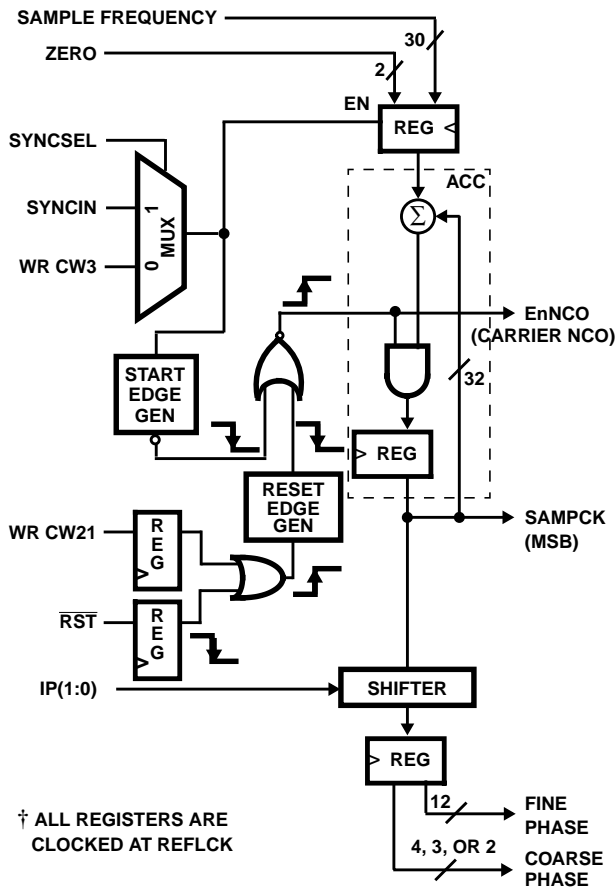 SAMPLE FREQUENCY
30
ZERO
2
EN
REG <
SYNCSEL
ACC
SYNCIN
1
MUX
Σ
WR CW3
0
EnNCO
(CARRIER NCO)
START
EDGE
GEN
32
> REG
RESET
EDGE
GEN
WR CW21
REG
SAMPCK
(MSB)
RST
REG
IP(1:0)
SHIFTER
> REG
† ALL REGISTERS ARE
CLOCKED AT REFLCK
12
FINE
PHASE
4, 3, OR 2
COARSE
PHASE